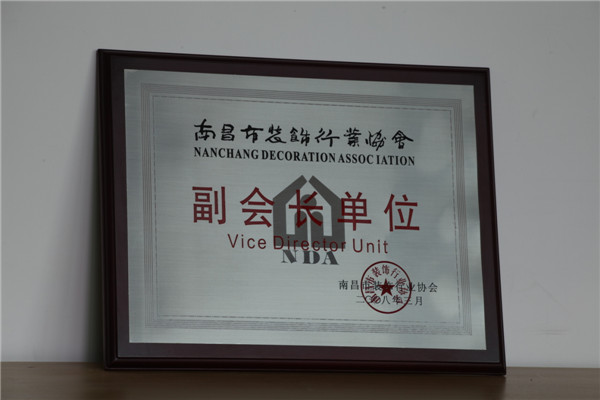 南昌市装饰行业协會
NANCHANG DECORATION ASSOCIATION
副会长单位
Vice Director Unit
NDA
南昌市装饰行业协会
二〇〇八年三月